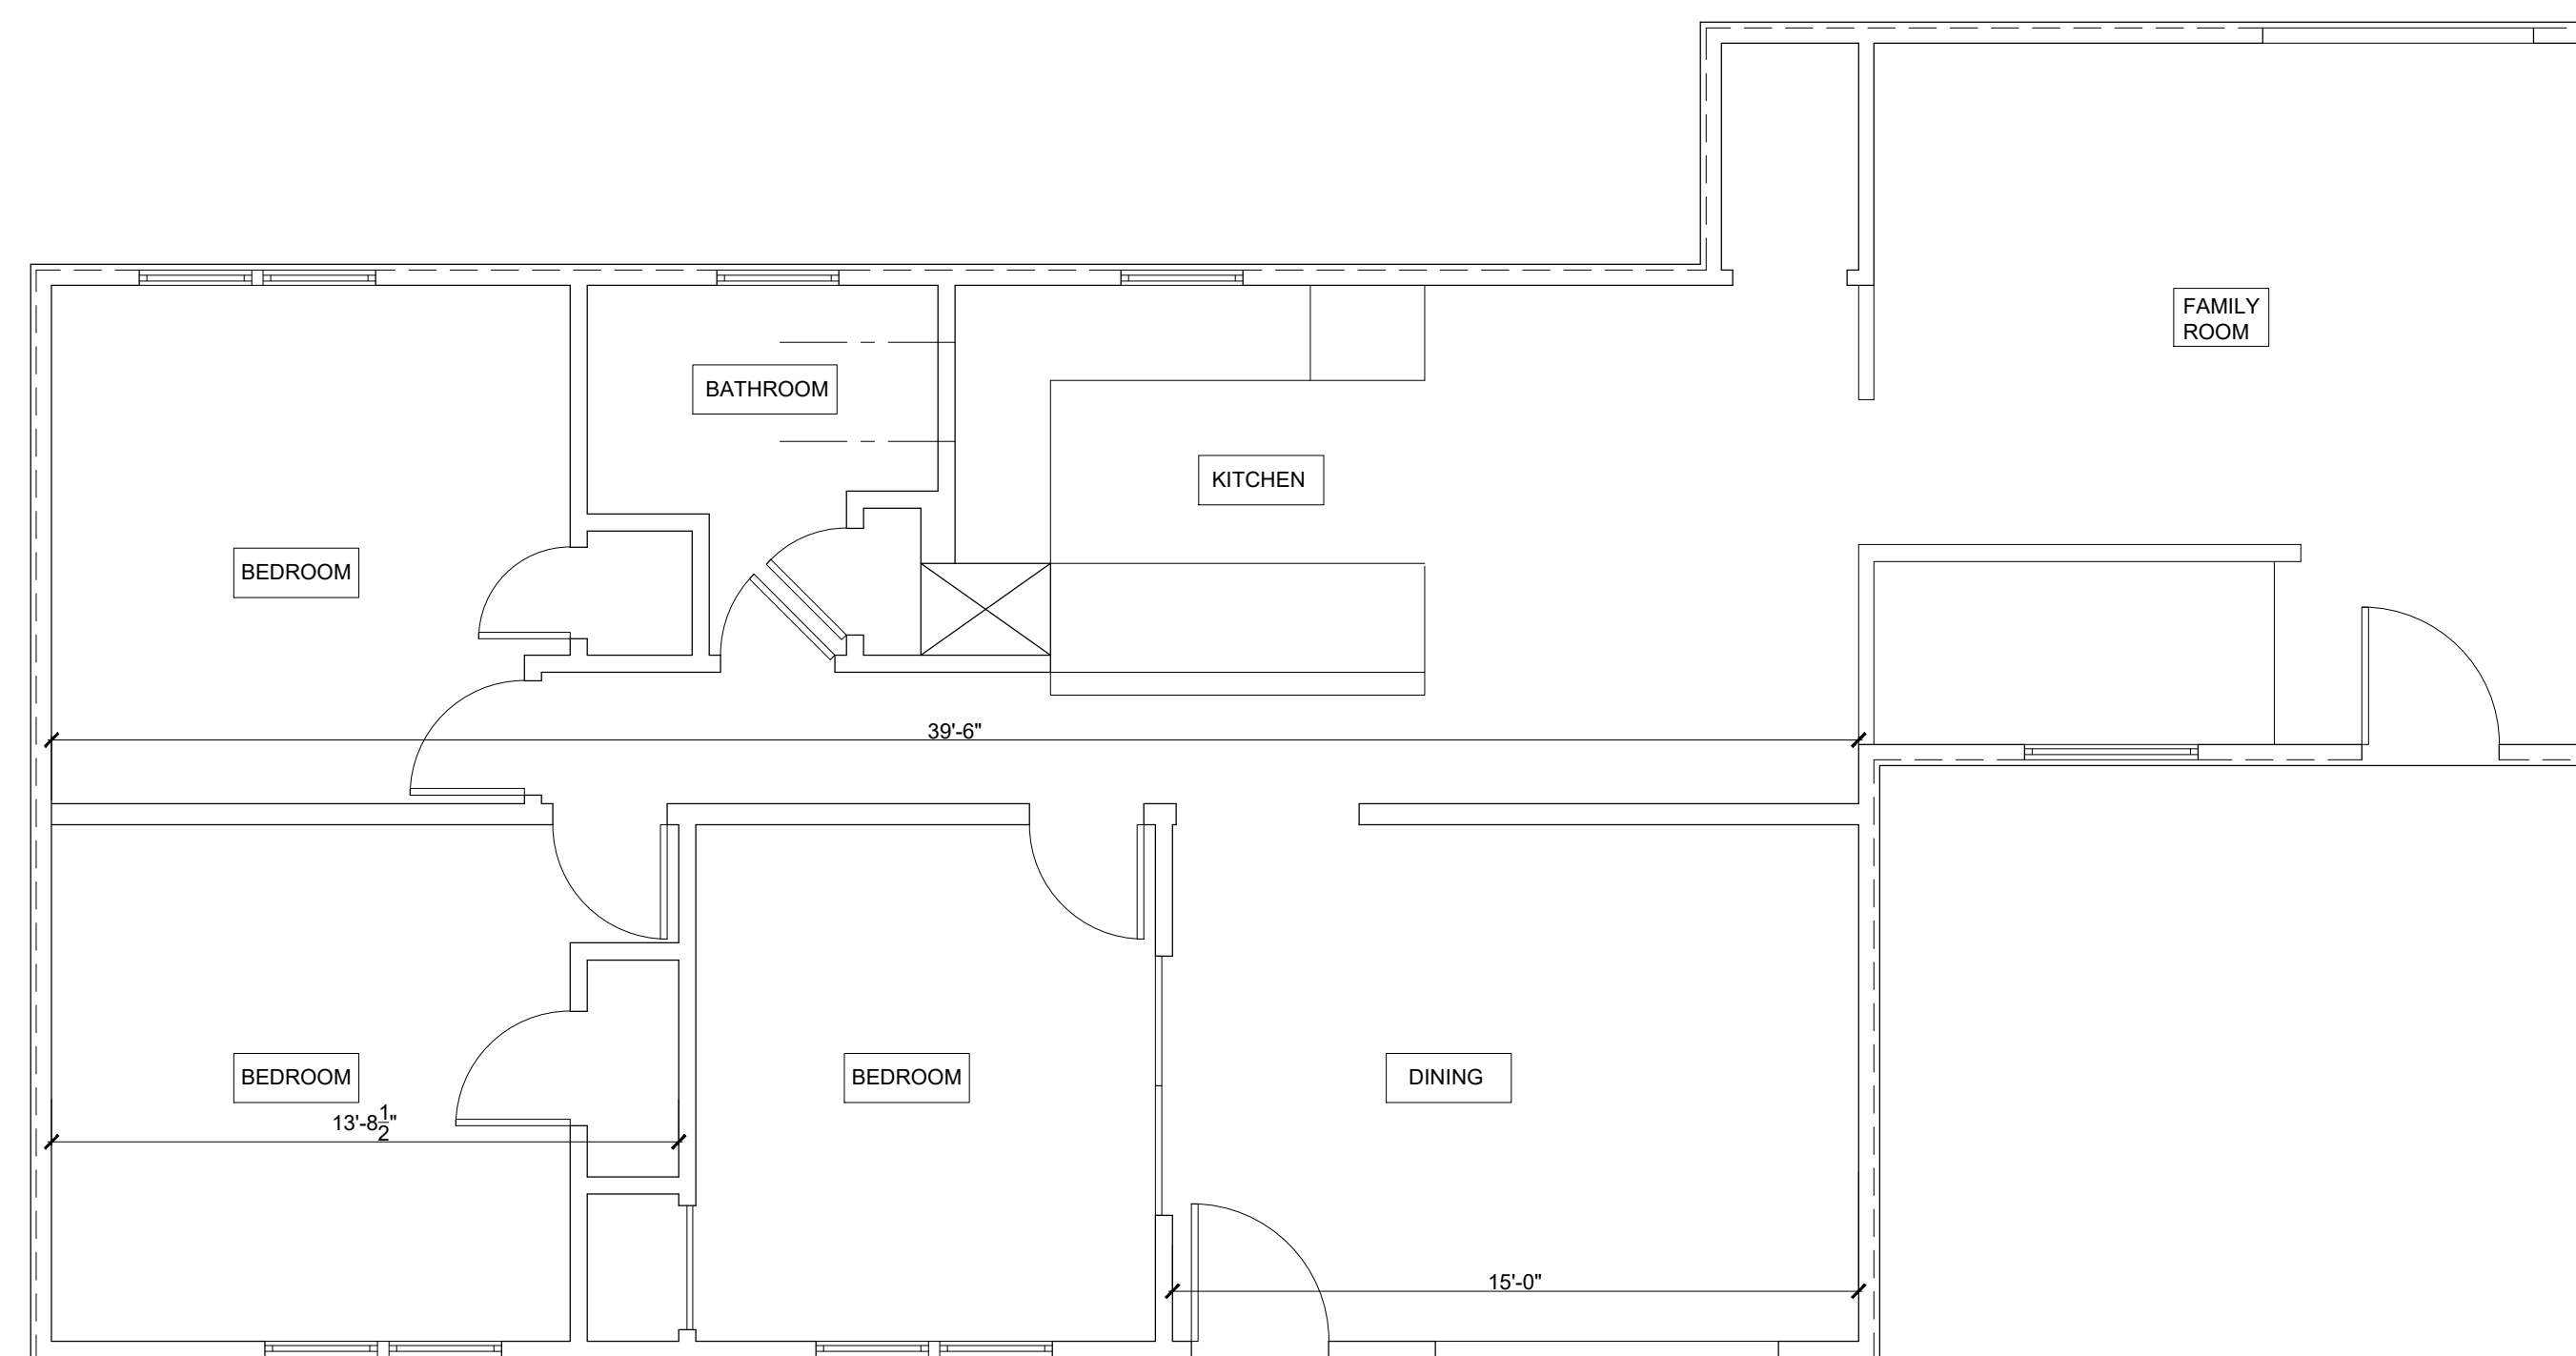 FAMILY
ROOM
BATHROOM
KITCHEN
BEDROOM
39'-6"
BEDROOM
BEDROOM
DINING
13'-8 1/2"
15'-0"